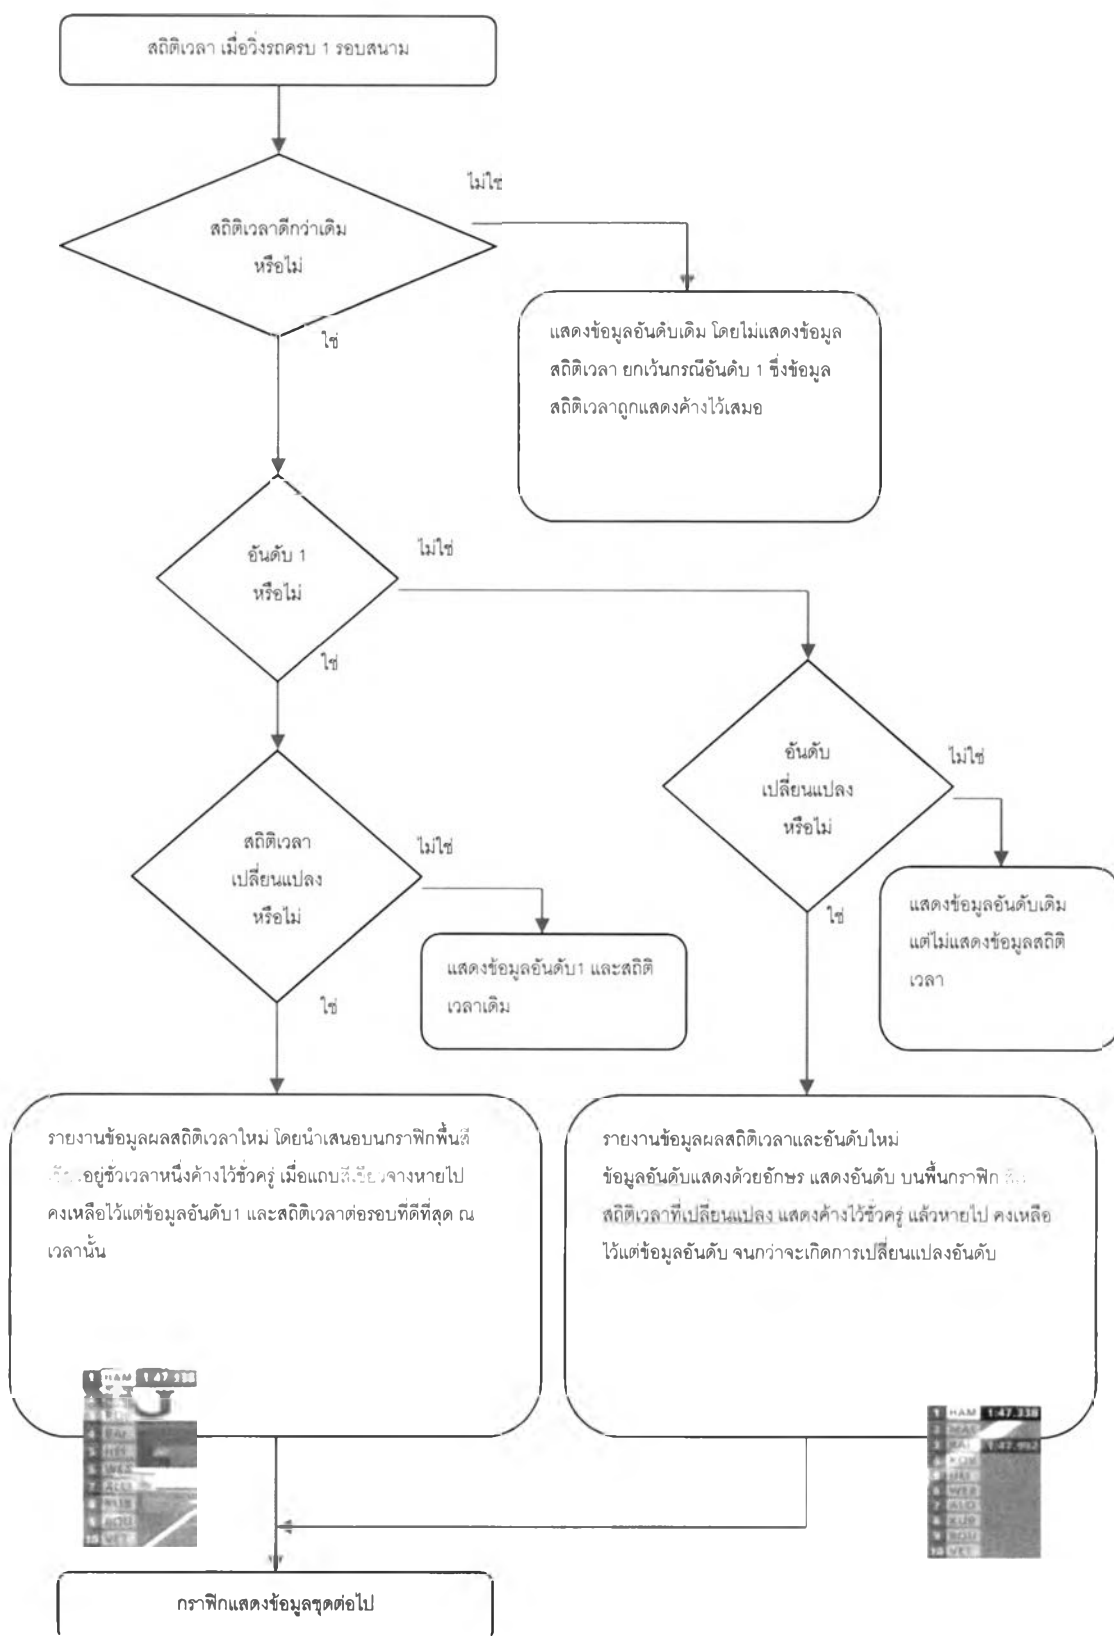 สถิติเวลา เมื่อวิ่งรถครบ 1 รอบสนาม
ไม่ใช่
สถิติเวลาดีกว่าเดิม
หรือไม่
ใช่
แสดงข้อมูลอันดับเดิม โดยไม่แสดงข้อมูล
สถิติเวลา ยกเว้นกรณีอันดับ 1 ซึ่งข้อมูล
สถิติเวลาถูกแสดงค้างไว้เสมอ
อันดับ 1
หรือไม่
ไม่ใช่
ใช่
อันดับ
เปลี่ยนแปลง
หรือไม่
ไม่ใช่
ใช่
สถิติเวลา
เปลี่ยนแปลง
หรือไม่
ไม่ใช่
ใช่
แสดงข้อมูลอันดับ1 และสถิติ
เวลาเดิม
แสดงข้อมูลอันดับเดิม
แต่ไม่แสดงข้อมูลสถิติ
เวลา
รายงานข้อมูลผลสถิติเวลาใหม่ โดยนำเสนอบนกราฟิกพื้นสี
อยู่ชั่วเวลาหนึ่งค้างไว้ชั่วครู่ เมื่อแถบสีเขียวจางหายไป
คงเหลือไว้แต่ข้อมูลอันดับ1 และสถิติเวลาต่อรอบที่ดีที่สุด ณ
เวลานั้น
รายงานข้อมูลผลสถิติเวลาและอันดับใหม่
ข้อมูลอันดับแสดงด้วยอักษร แสดงอันดับ บนพื้นกราฟิก
สถิติเวลาที่เปลี่ยนแปลง แสดงค้างไว้ชั่วครู่ แล้วหายไป คงเหลือ
ไว้แต่ข้อมูลอันดับ จนกว่าจะเกิดการเปลี่ยนแปลงอันดับ
1 HAM 1:47.338
4 RAI
6 WEB
7 ALO
8 KUB
9 BOU
10 VET
1 HAM 1:47.338
2 MAS
3 RAI
6 WEB
7 ALO
8 KUB
9 BOU
10 VET
กราฟิกแสดงข้อมูลชุดต่อไป